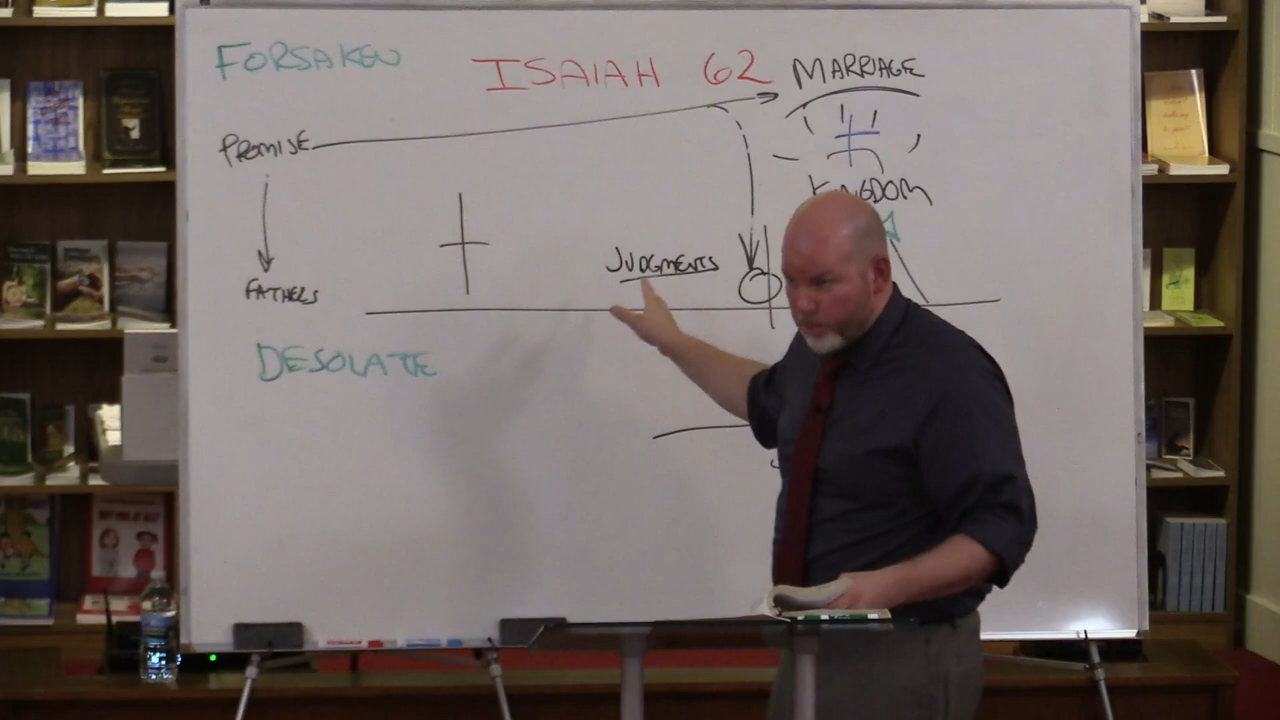 FORSAKEN
ISAIAH 62
MARRIAGE
PROMISE
KINGDOM
JUDGMENTS
FATHERS
DESOLATE